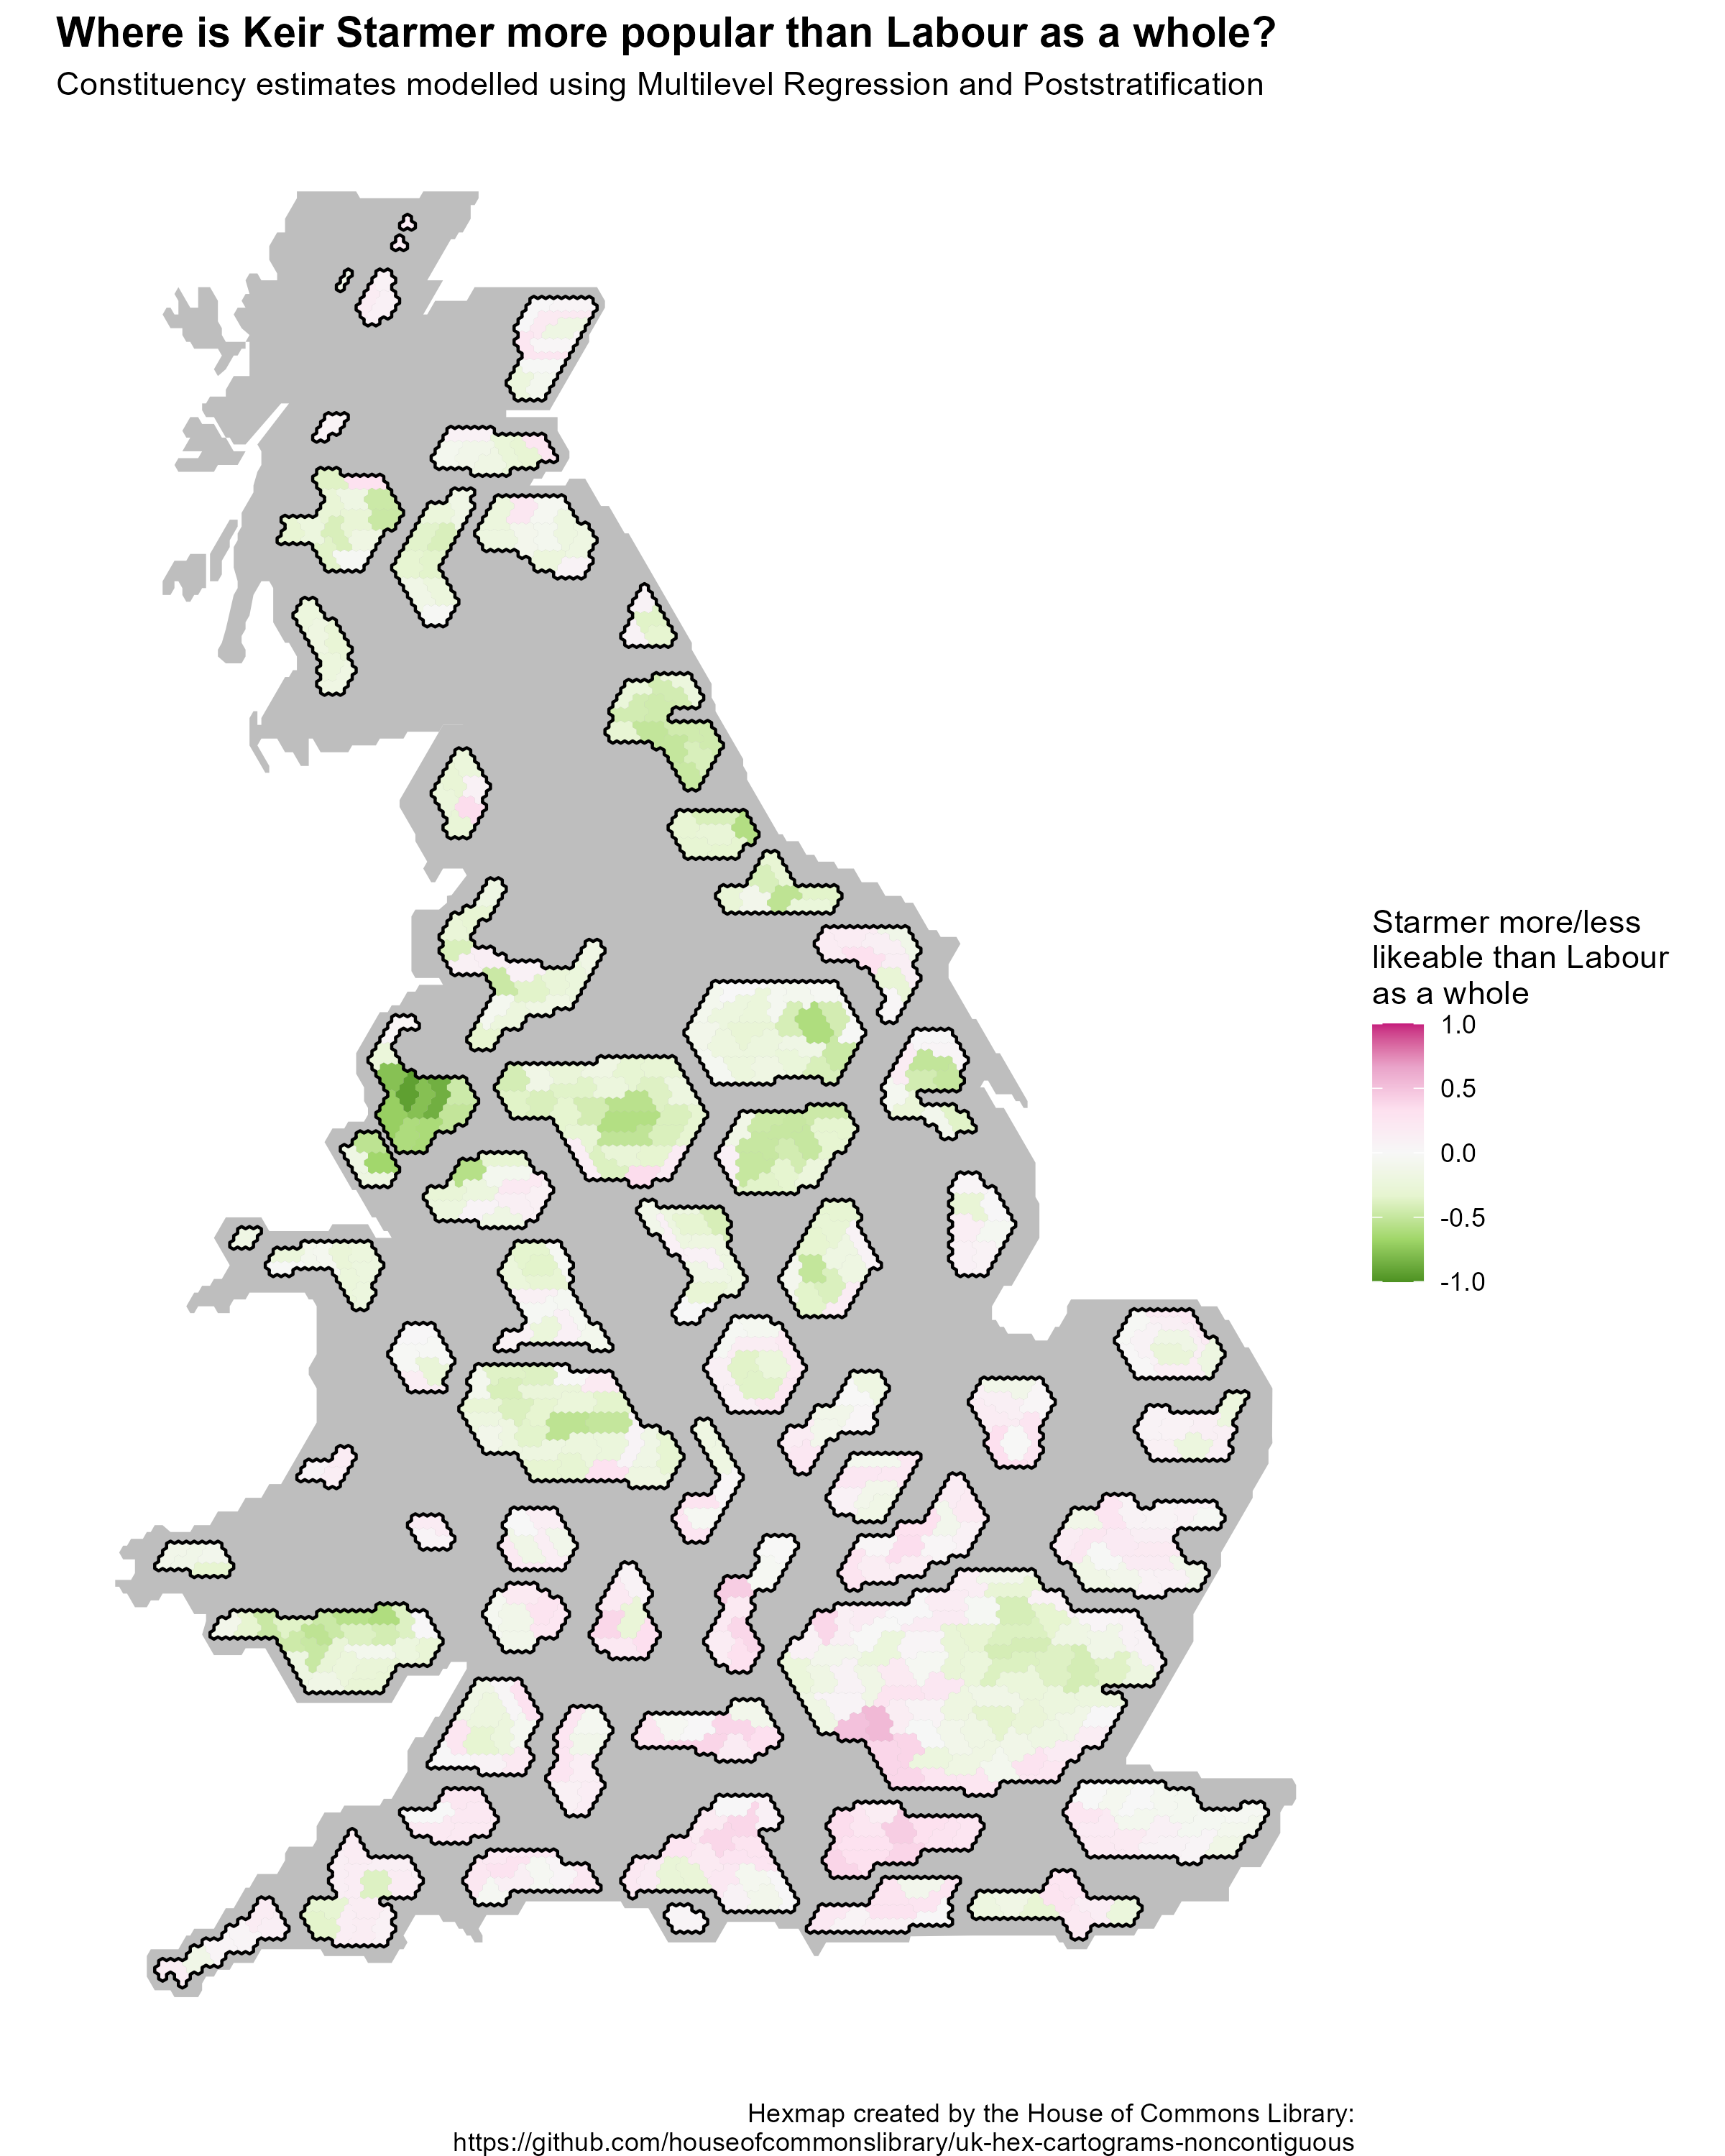 Where is Keir Starmer more popular than Labour as a whole?
Constituency estimates modelled using Multilevel Regression and Poststratification
Starmer more/less
likeable than Labour
as a whole
1.0
0.5
0.0
-0.5
-1.0
Hexmap created by the House of Commons Library:
https://github.com/houseofcommonslibrary/uk-hex-cartograms-noncontiguous